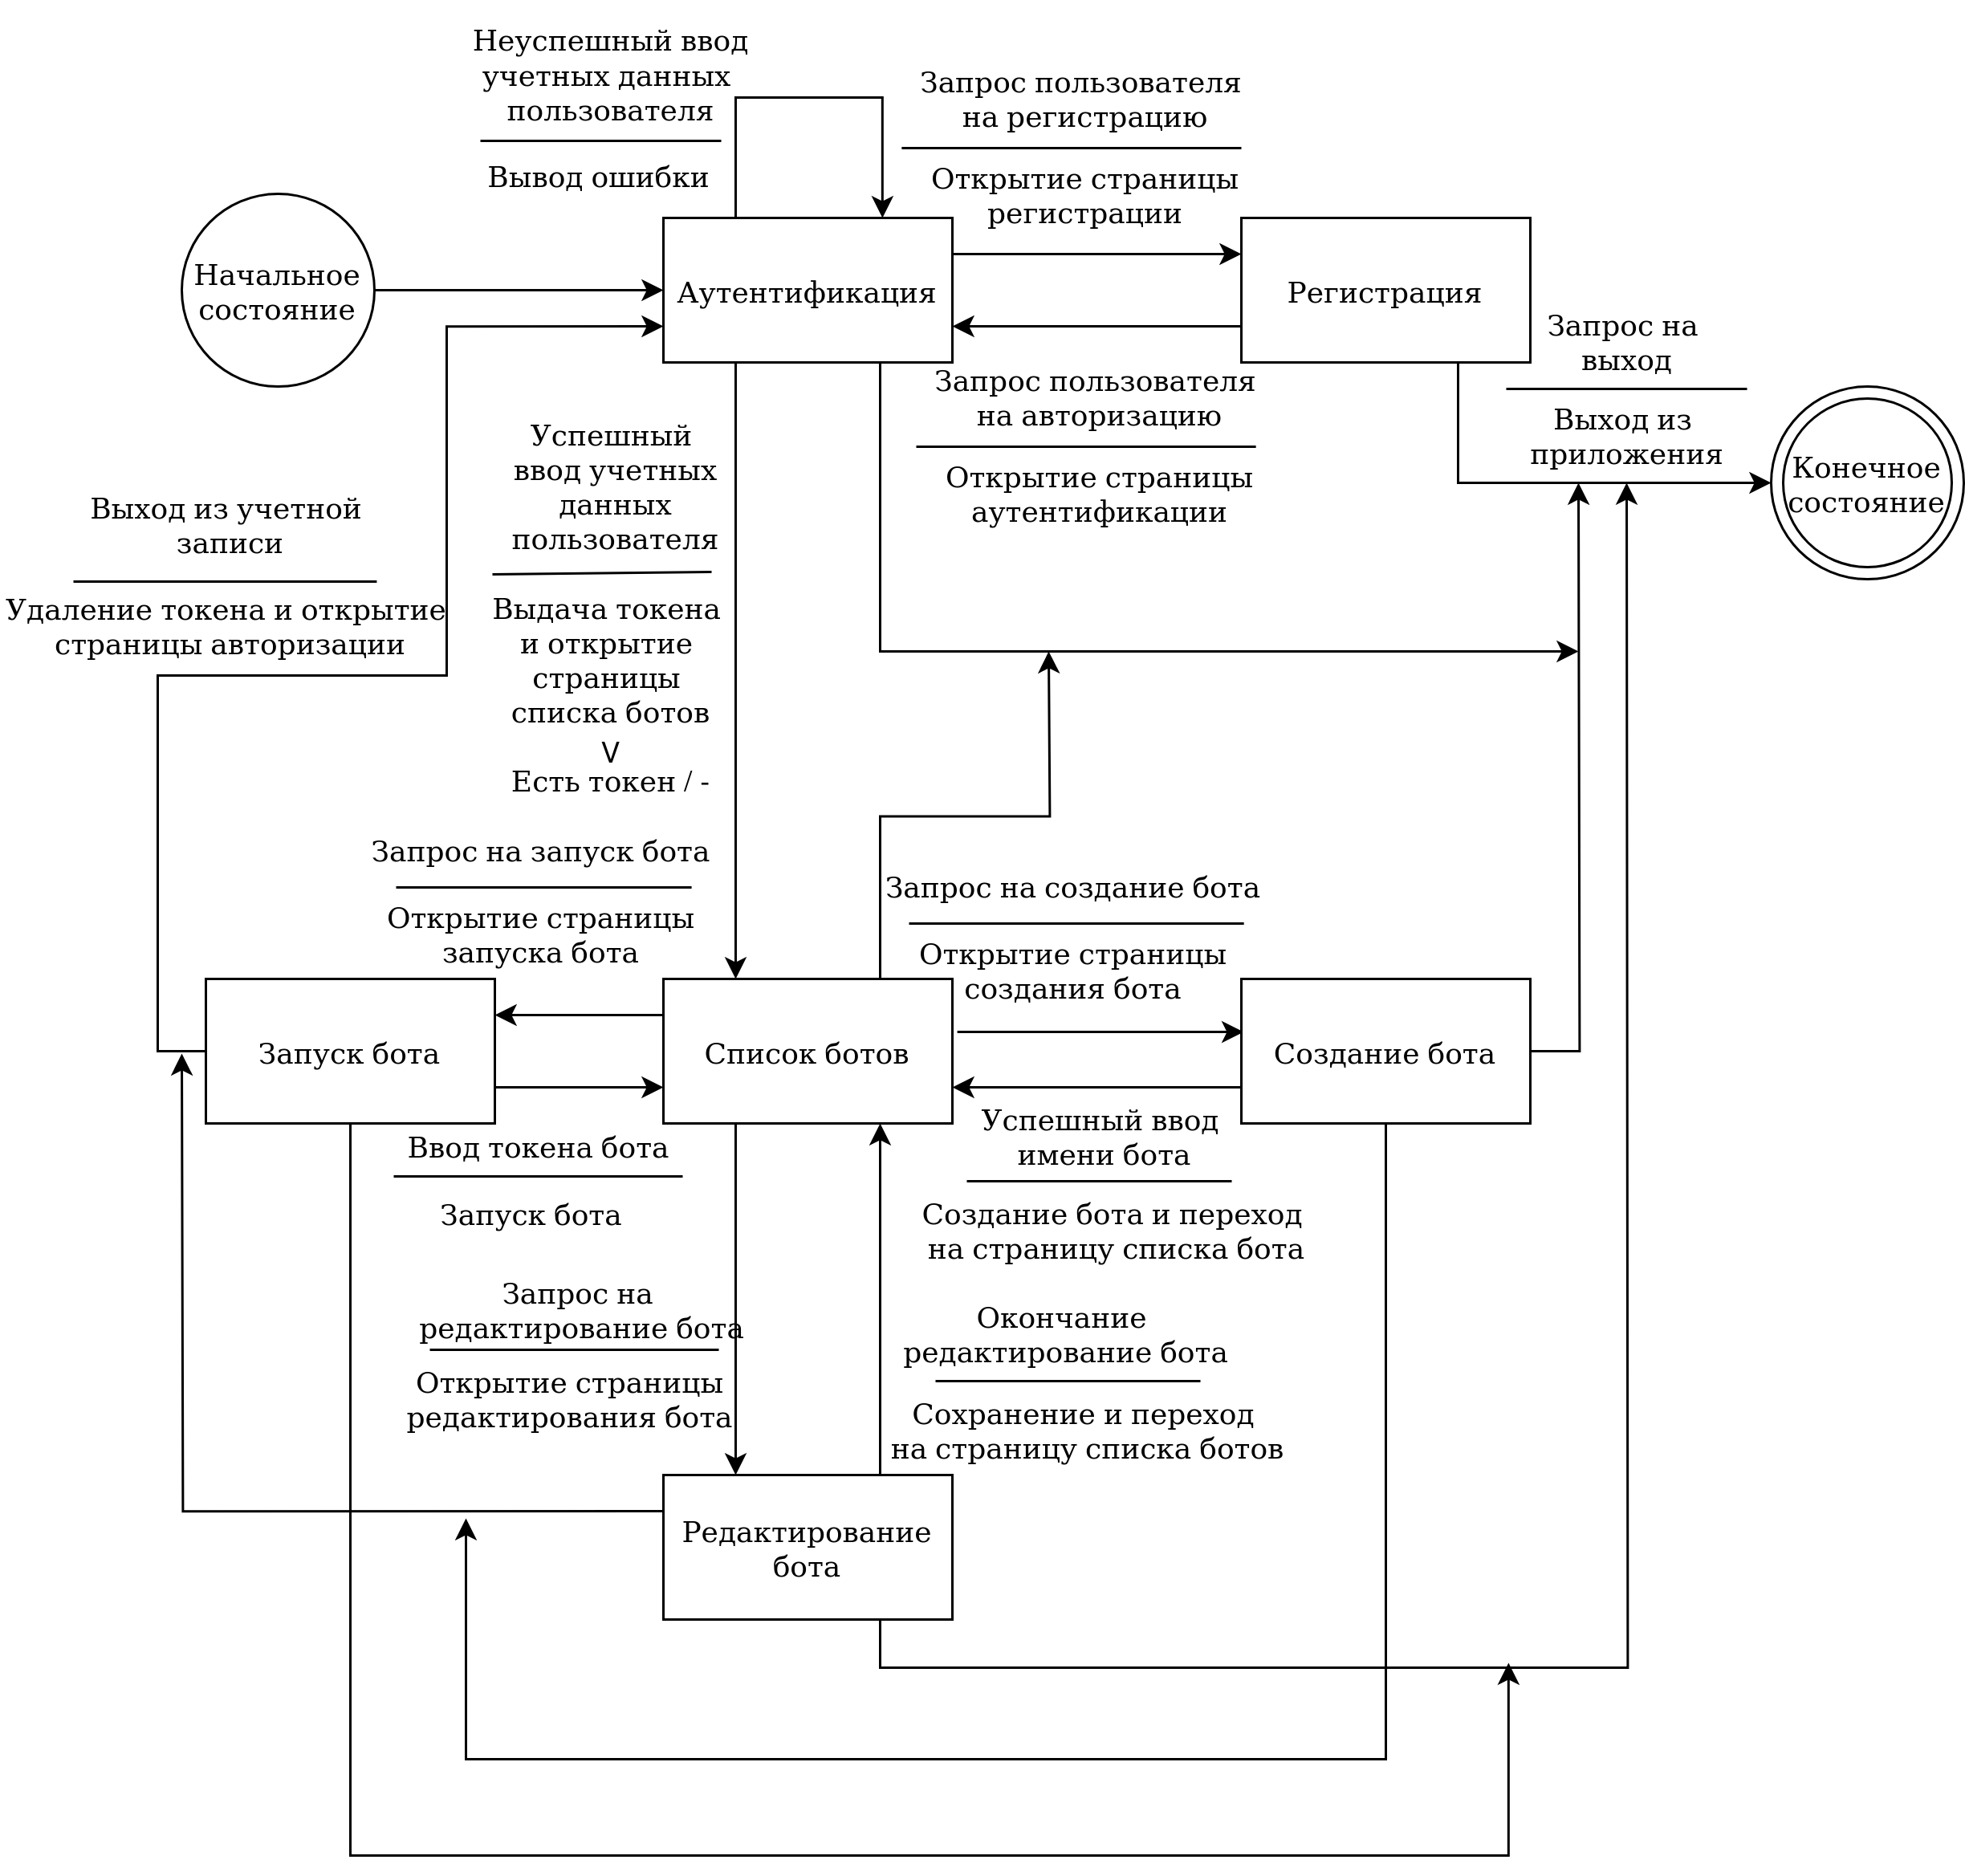 Неуспешный ввод
учетных данных
пользователя
Вывод ошибки
Запрос пользователя
на регистрацию
Открытие страницы
регистрации
Начальное
состояние
Аутентификация
Регистрация
Запрос на
выход
Выход из
приложения
Конечное
состояние
Запрос пользователя
на авторизацию
Открытие страницы
аутентификации
Успешный
ввод учетных
данных
пользователя
Выдача токена
и открытие
страницы
списка ботов
V
Есть токен / -
Выход из учетной
записи
Удаление токена и открытие
страницы авторизации
Запрос на запуск бота
Открытие страницы
запуска бота
Запрос на создание бота
Открытие страницы
создания бота
Запуск бота
Список ботов
Создание бота
Ввод токена бота
Запуск бота
Успешный ввод
имени бота
Создание бота и переход
на страницу списка бота
Запрос на
редактирование бота
Открытие страницы
редактирования бота
Окончание
редактирование бота
Сохранение и переход
на страницу списка ботов
Редактирование
бота